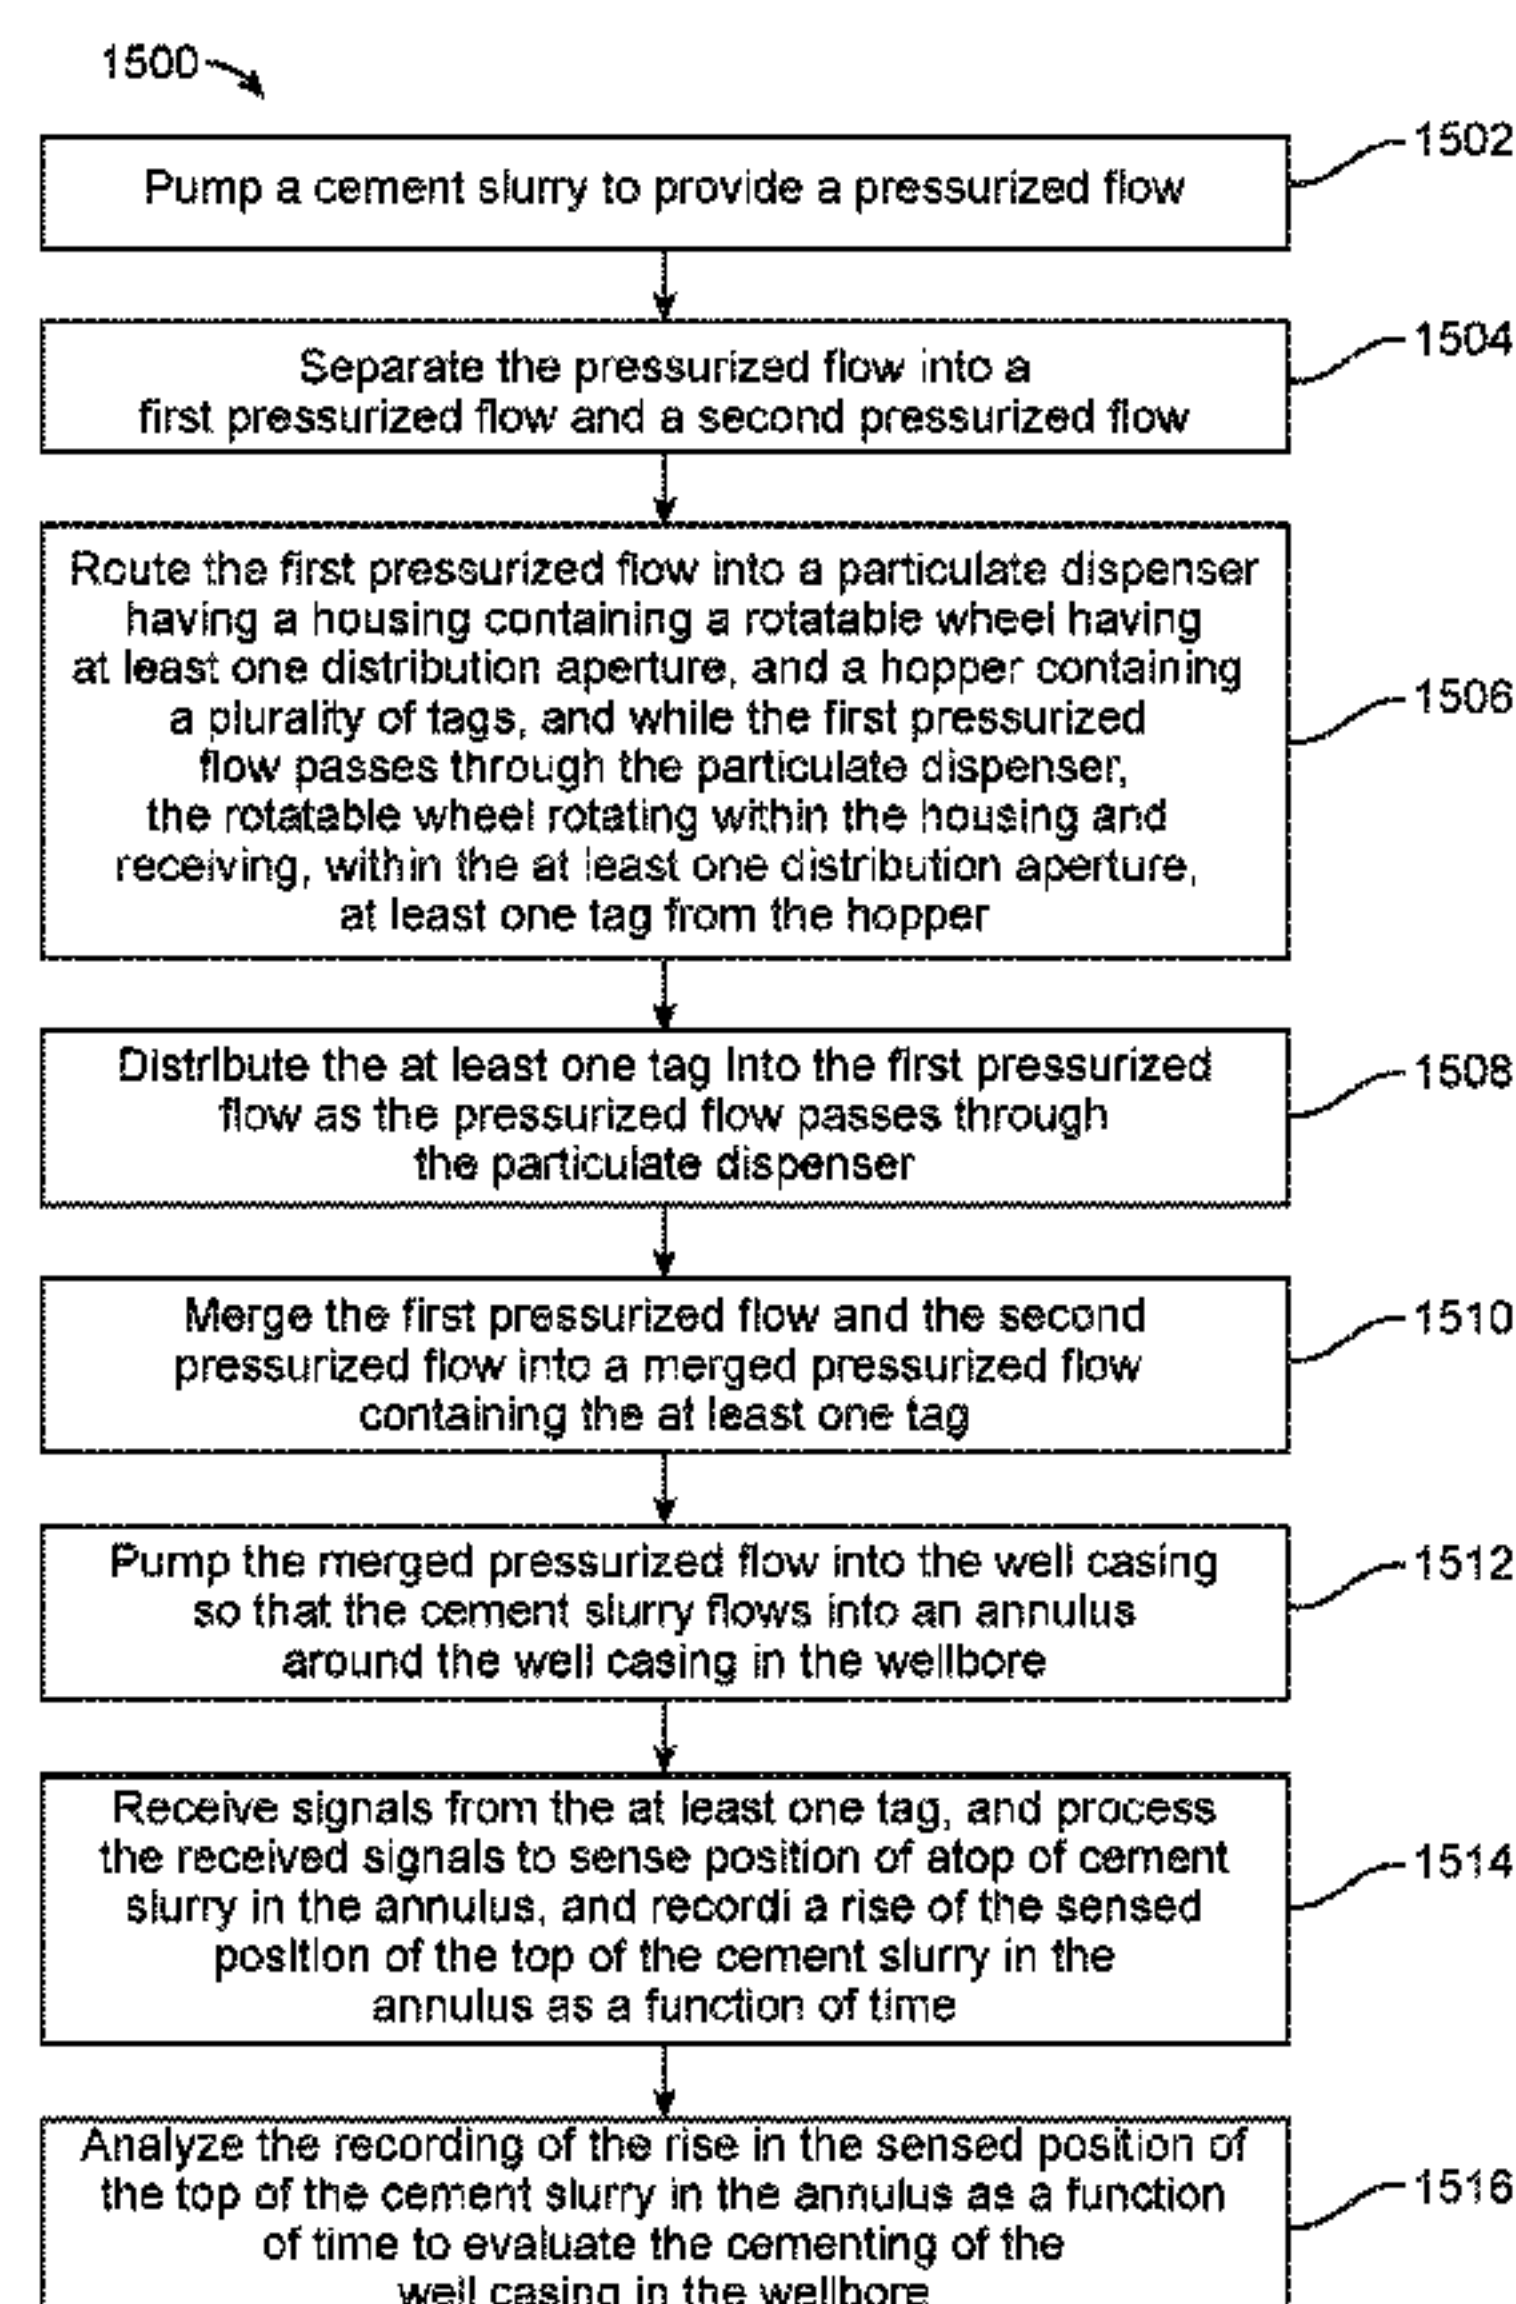 1500
Pump a cement slurry to provide a pressurized flow
1502
Separate the pressurized flow into a
first pressurized flow and a second pressurized flow
1504
Route the first pressurized flow into a particulate dispenser
having a housing containing a rotatable wheel having
at least one distribution aperture, and a hopper containing
a plurality of tags, and while the first pressurized
flow passes through the particulate dispenser,
the rotatable wheel rotating within the housing and
receiving, within the at least one distribution aperture,
at least one tag from the hopper
1506
Distribute the at least one tag into the first pressurized
flow as the pressurized flow passes through
the particulate dispenser
1508
Merge the first pressurized flow and the second
pressurized flow into a merged pressurized flow
containing the at least one tag
1510
Pump the merged pressurized flow into the well casing
so that the cement slurry flows into an annulus
around the well casing in the wellbore
1512
Receive signals from the at least one tag, and process
the received signals to sense position of atop of cement
slurry in the annulus, and recordi a rise of the sensed
position of the top of the cement slurry in the
annulus as a function of time
1514
Analyze the recording of the rise in the sensed position of
the top of the cement slurry in the annulus as a function
of time to evaluate the cementing of the
well casing in the wellbore
1516